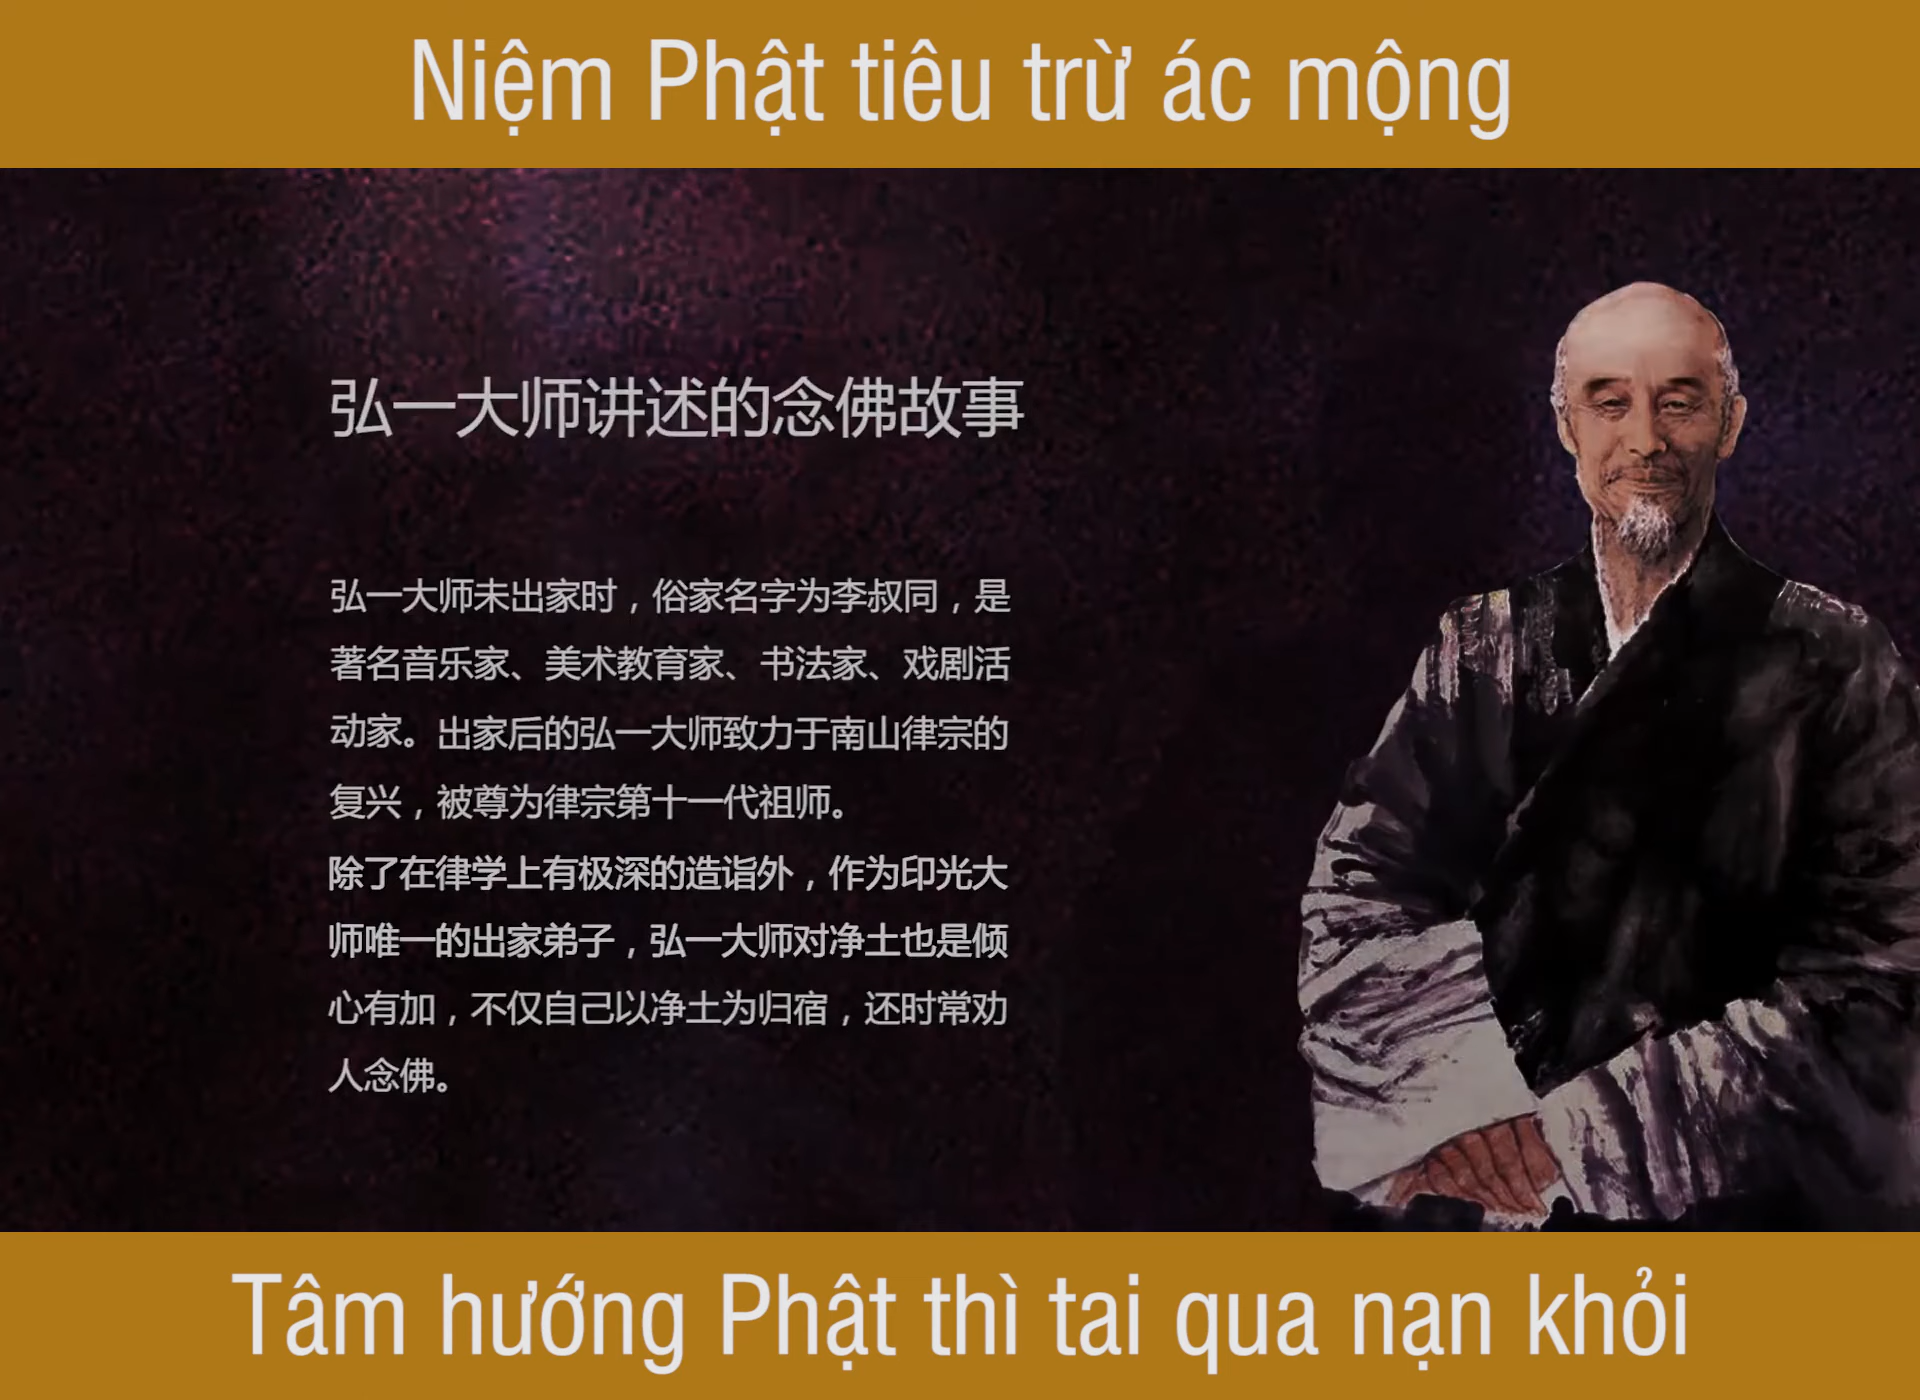 Niệm Phật tiêu trừ ác mộng
弘一大师讲述的念佛故事
弘一大师未出家时，俗家名字为李叔同，是
著名音乐家、美术教育家、书法家、戏剧活
动家。出家后的弘一大师致力于南山律宗的
复兴，被尊为律宗第十一代祖师。
除了在律学上有极深的造诣外，作为印光大
师唯一的出家弟子，弘一大师对净土也是倾
心有加，不仅自己以净土为归宿，还时常劝
人念佛。
Tâm hướng Phật thì tai qua nạn khỏi